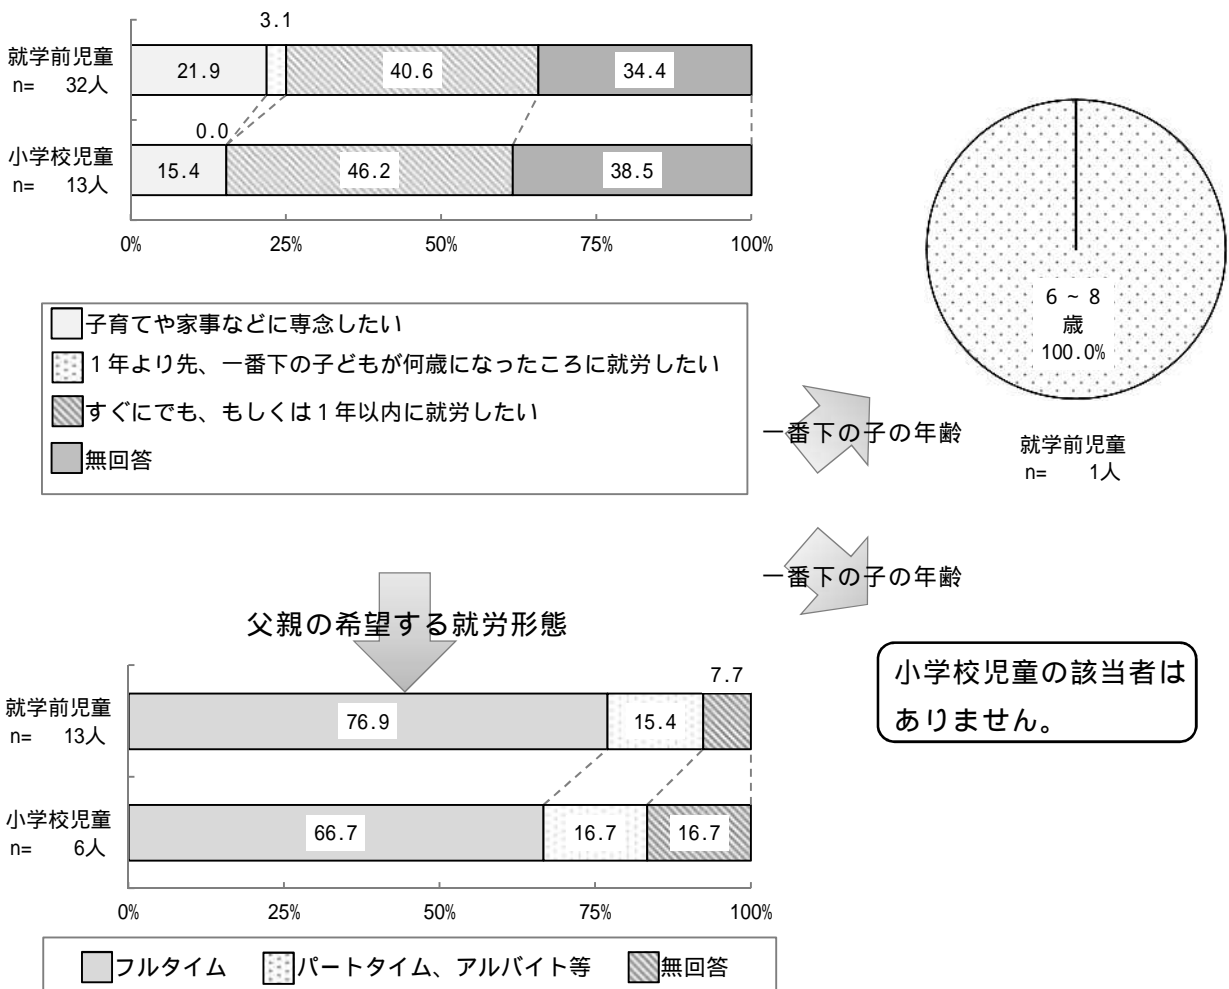 3.1
就学前児童
n= 32人
21.9
40.6
34.4
0.0
小学校児童
n= 13人
15.4
46.2
38.5
0%
25%
50%
75%
100%
子育てや家事などに専念したい
1年より先、一番下の子どもが何歳になったころに就労したい
すぐにでも、もしくは1年以内に就労したい
無回答
6~8
歳
100.0%
就学前児童
n= 1人
一番下の子の年齢
一番下の子の年齢
小学校児童の該当者は
ありません。
父親の希望する就労形態
7.7
就学前児童
n= 13人
76.9
15.4
小学校児童
n= 6人
66.7
16.7
16.7
0%
25%
50%
75%
100%
フルタイム
パートタイム、アルバイト等
無回答